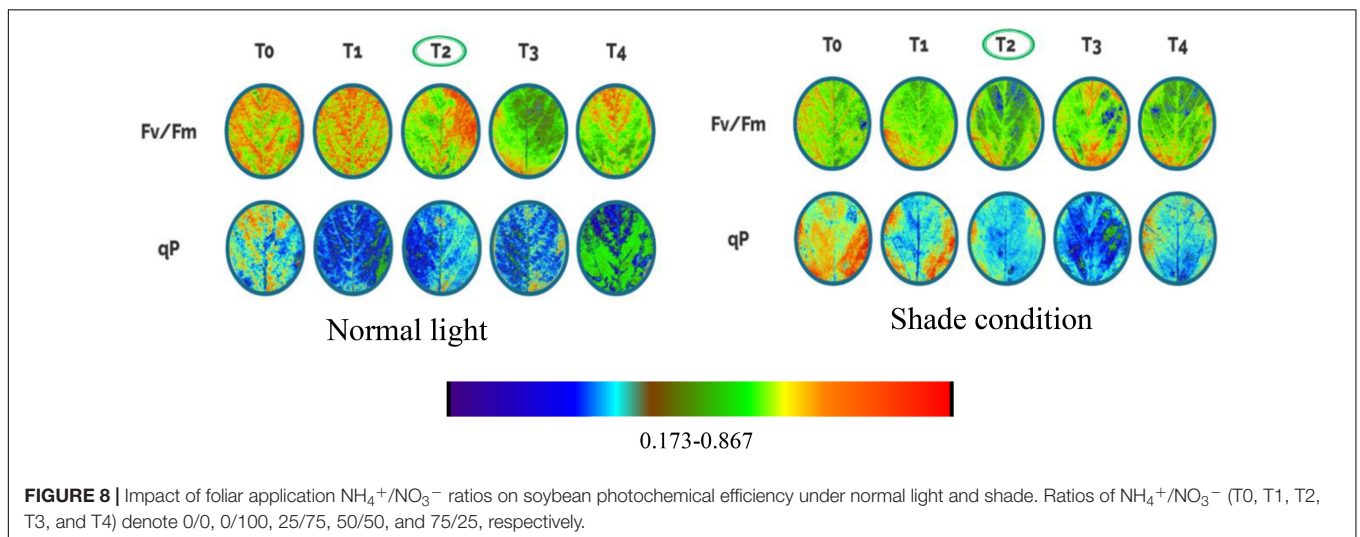 T0 T1 T2 T3 T4
Fv/Fm
qP
Normal light
T0 T1 T2 T3 T4
Fv/Fm
qP
Shade condition
0.173-0.867
FIGURE 8 | Impact of foliar application NH₄⁺/NO₃⁻ ratios on soybean photochemical efficiency under normal light and shade. Ratios of NH₄⁺/NO₃⁻ (T0, T1, T2,
T3, and T4) denote 0/0, 0/100, 25/75, 50/50, and 75/25, respectively.